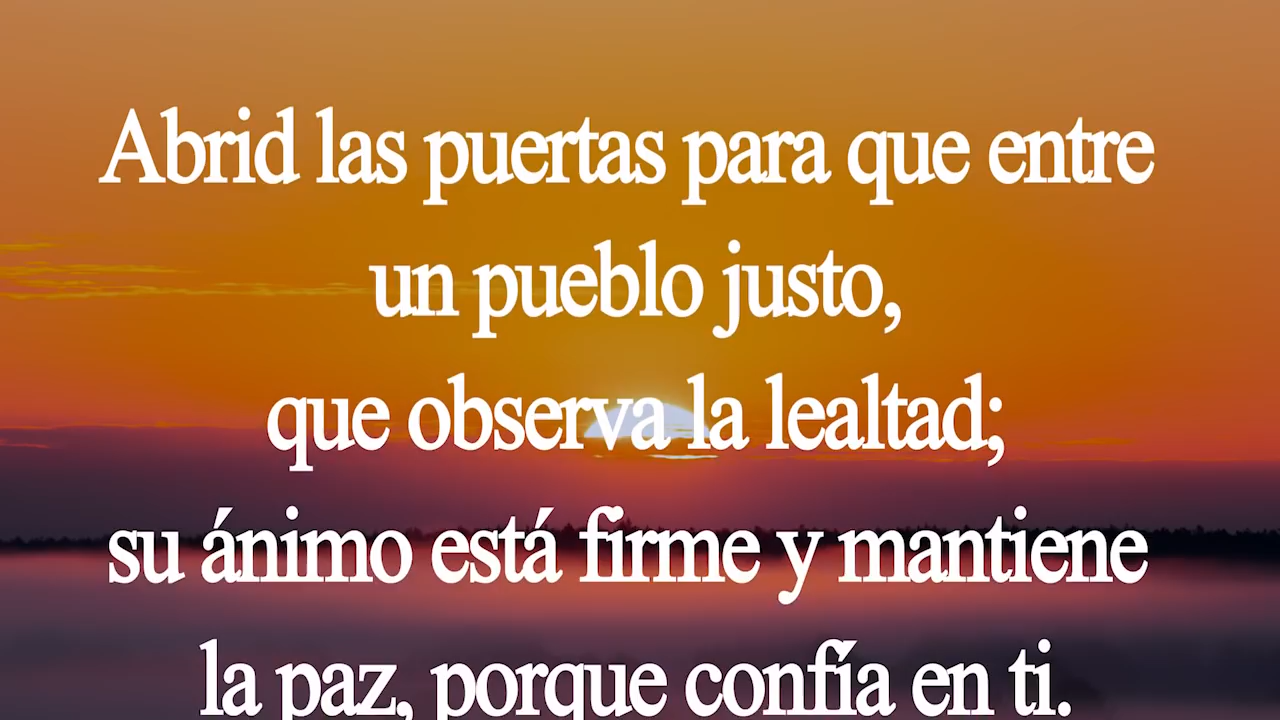 Abrid las puertas para que entre
un pueblo justo,
que observa la lealtad;
su ánimo está firme y mantiene
la paz, porque confía en ti.